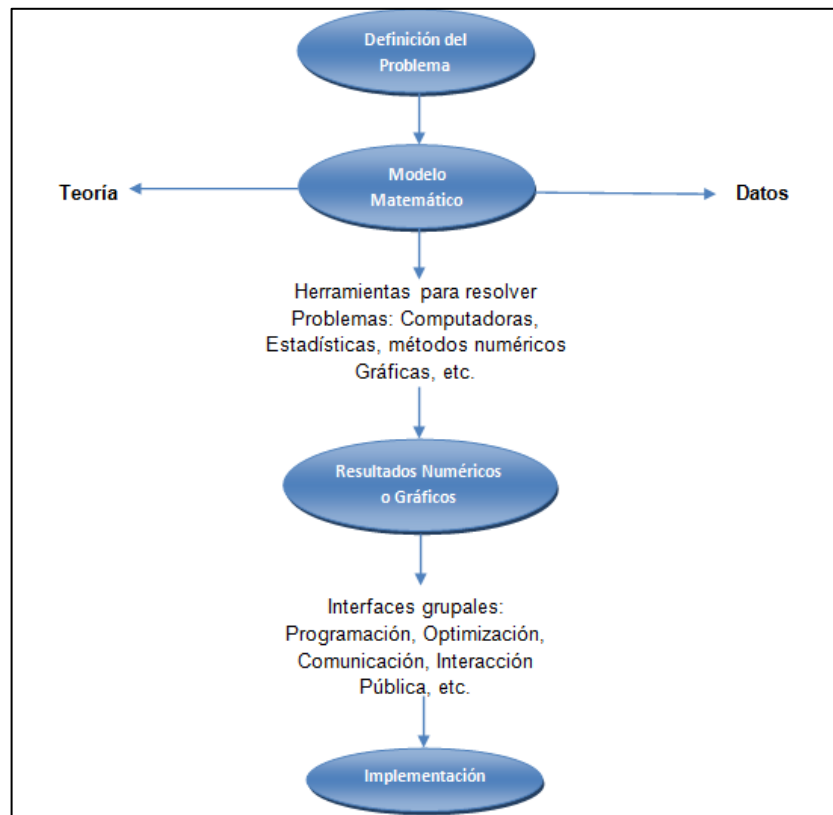 Definición del
Problema
Modelo
Matemático
Teoría
Datos
Herramientas para resolver
Problemas: Computadoras,
Estadísticas, métodos numéricos
Gráficas, etc.
Resultados Numéricos
o Gráficos
Interfaces grupales:
Programación, Optimización,
Comunicación, Interacción
Pública, etc.
Implementación